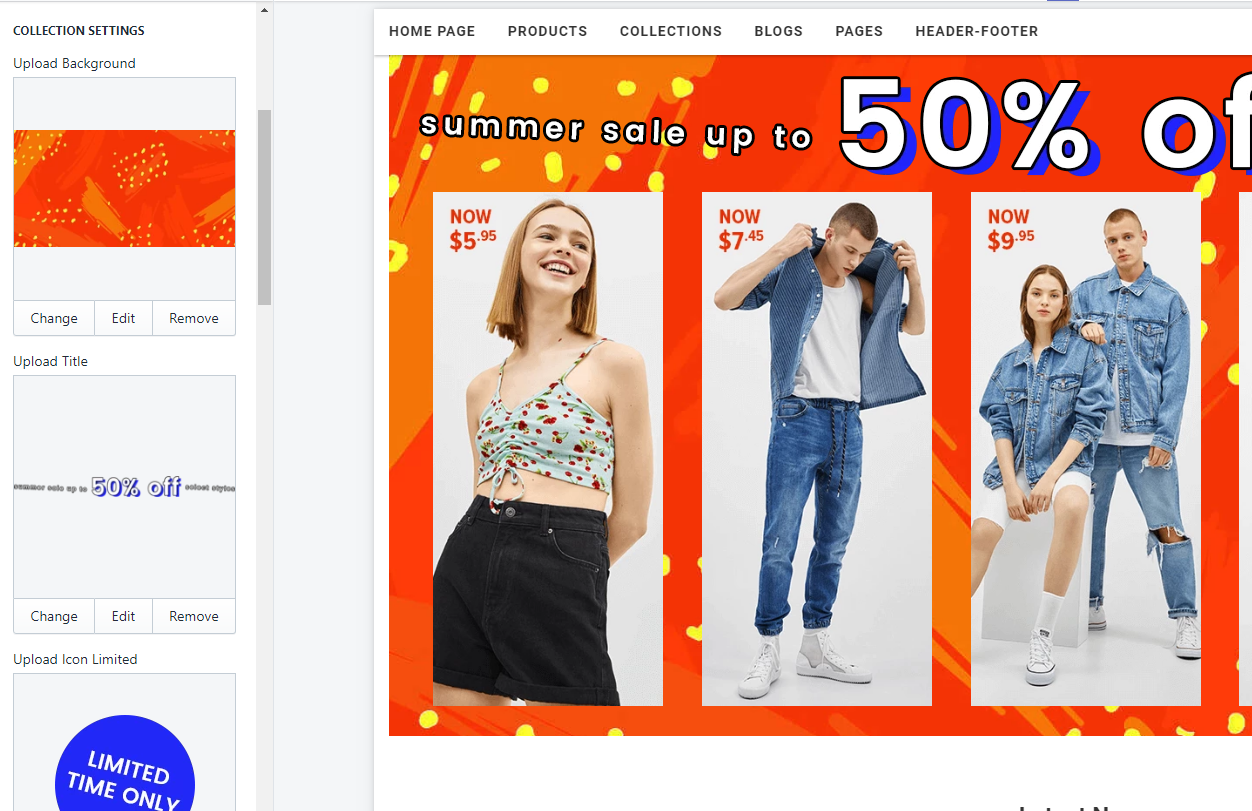 COLLECTION SETTINGS
Upload Background
Change Edit Remove
Upload Title
summer sale up to 50% off select styles
Change Edit Remove
Upload Icon Limited
LIMITED
TIME ONLY
HOME PAGE PRODUCTS COLLECTIONS BLOGS PAGES HEADER-FOOTER
summer sale up to 50% of
NOW
$5.95
NOW
$7.45
NOW
$9.95